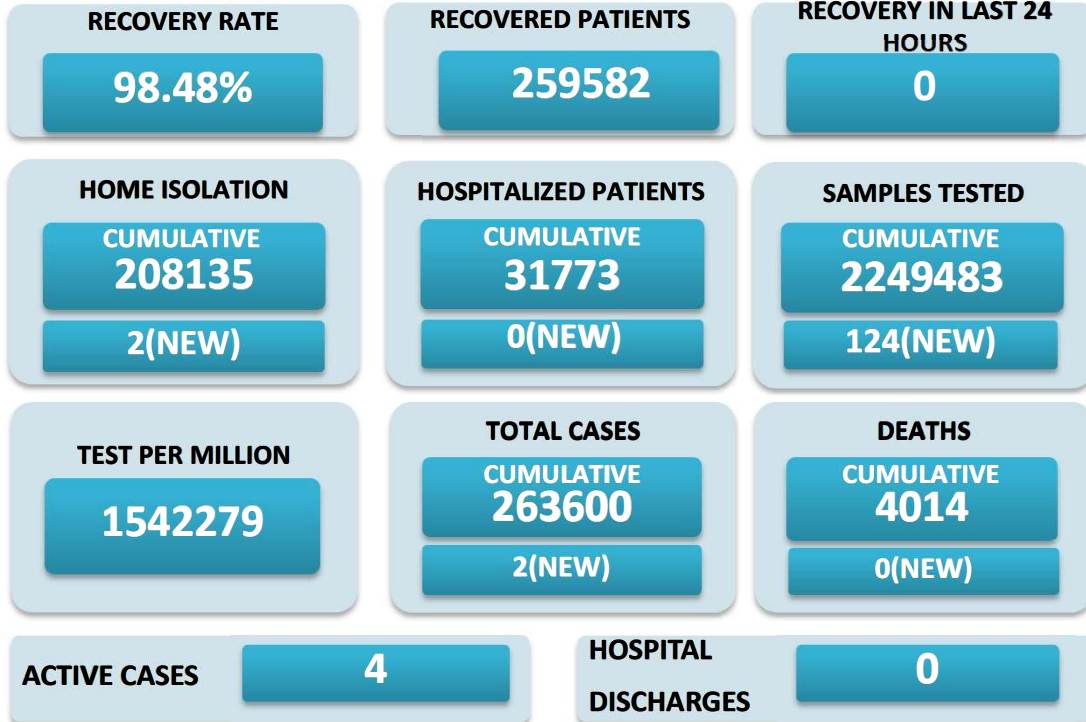 RECOVERY RATE
98.48%
RECOVERED PATIENTS
259582
RECOVERY IN LAST 24
HOURS
0
HOME ISOLATION
CUMULATIVE
208135
2(NEW)
HOSPITALIZED PATIENTS
CUMULATIVE
31773
0(NEW)
SAMPLES TESTED
CUMULATIVE
2249483
124(NEW)
TEST PER MILLION
1542279
TOTAL CASES
CUMULATIVE
263600
2(NEW)
DEATHS
CUMULATIVE
4014
0(NEW)
ACTIVE CASES
4
HOSPITAL
DISCHARGES
0